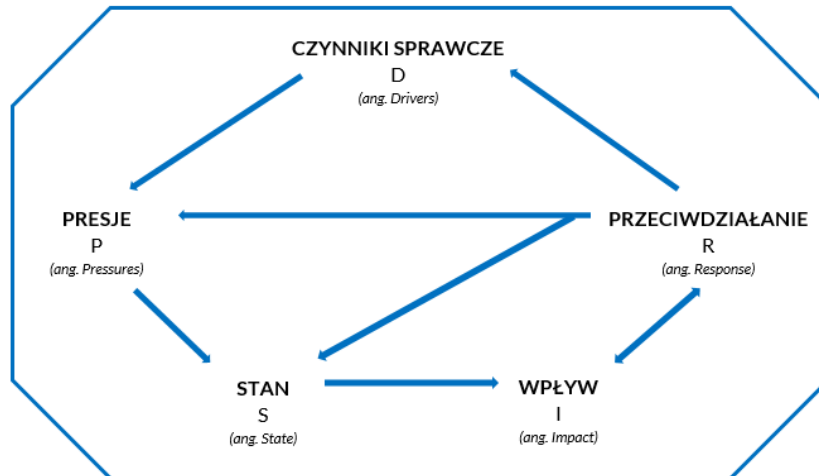 CZYNNIKI SPRAWCZE
D
(ang. Drivers)
PRESJE
P
(ang. Pressures)
PRZECIWDZIAŁANIE
R
(ang. Response)
STAN
S
(ang. State)
WPŁYW
I
(ang. Impact)